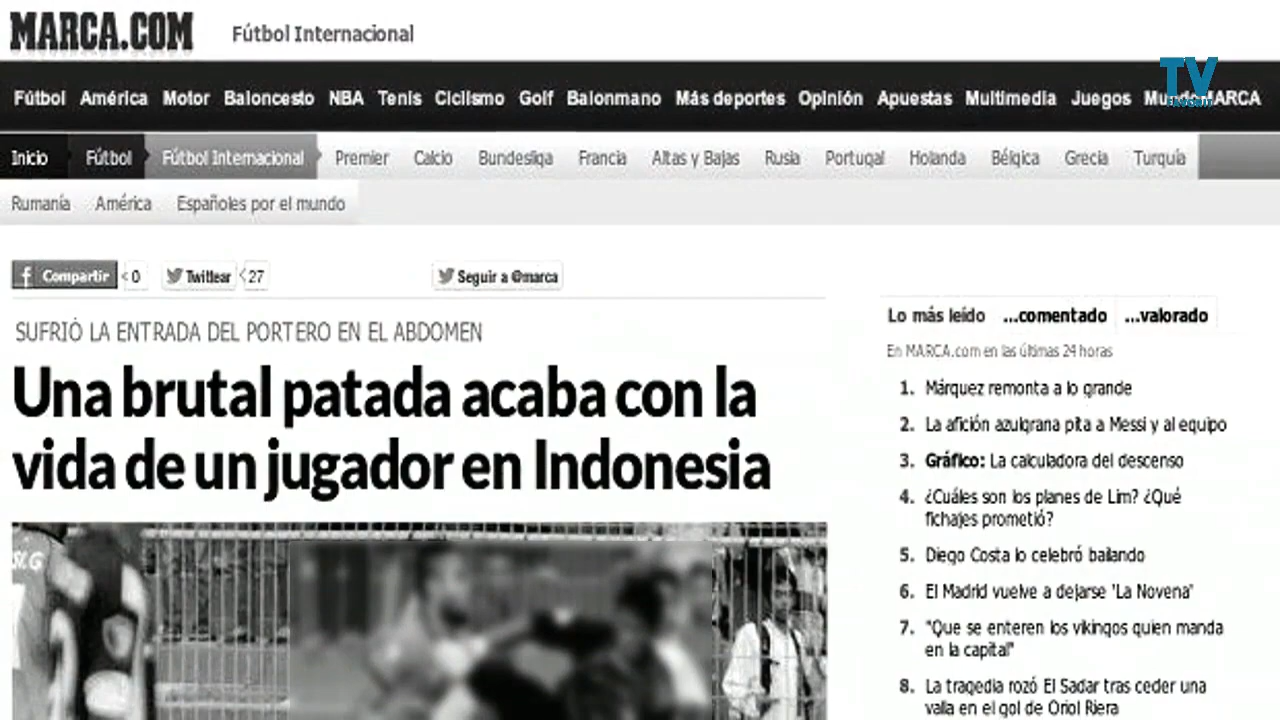 MARCA.COM Fútbol Internacional
Fútbol América Motor Baloncesto NBA Tenis Ciclismo Golf Balonmano Más deportes Opinión Apuestas Multimedia Juegos MundoMARCA
TV
Inicio Fútbol Fútbol Internacional Premier Calcio Bundesliga Francia Altas y Bajas Rusia Portugal Holanda Bélgica Grecia Turquía
Rumanía América Españoles por el mundo
Compartir 0 Twittear 27 Seguir a @marca
SUFRIÓ LA ENTRADA DEL PORTERO EN EL ABDOMEN
Una brutal patada acaba con la
vida de un jugador en Indonesia
Lo más leído ...comentado ...valorado
En MARCA.com en las últimas 24 horas
1. Márquez remonta a lo grande
2. La afición azulgrana pita a Messi y al equipo
3. Gráfico: La calculadora del descenso
4. ¿Cuáles son los planes de Lim? ¿Qué
fichajes prometió?
5. Diego Costa lo celebró bailando
6. El Madrid vuelve a dejarse 'La Novena'
7. "Que se enteren los vikingos quien manda
en la capital"
8. La tragedia rozó El Sadar tras ceder una
valla en el gol de Oriol Riera